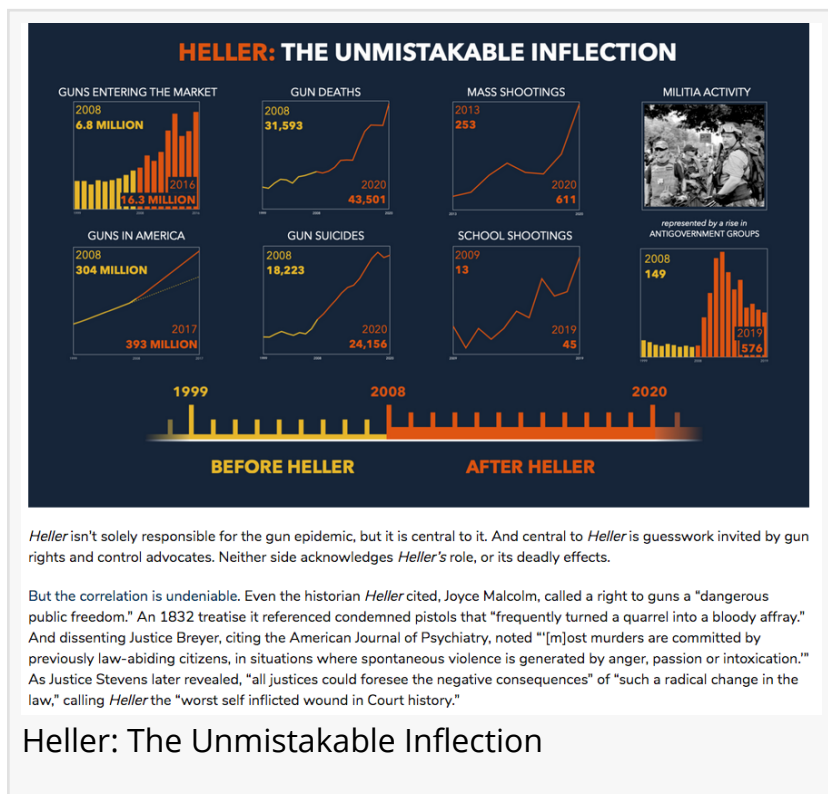 HELLER: THE UNMISTAKABLE INFLECTION
GUNS ENTERING THE MARKET
2008
6.8 MILLION
2016
16.3 MILLION
GUN DEATHS
2008
31,593
2020
43,501
MASS SHOOTINGS
2013
253
2020
611
MILITIA ACTIVITY
represented by a rise in
ANTIGOVERNMENT GROUPS
2008
149
2019
576
GUNS IN AMERICA
2008
304 MILLION
2017
393 MILLION
GUN SUICIDES
2008
18,223
2020
24,156
SCHOOL SHOOTINGS
2009
13
2019
45
1999
2008
2020
BEFORE HELLER
AFTER HELLER
Heller isn't solely responsible for the gun epidemic, but it is central to it. And central to Heller is guesswork invited by gun
rights and control advocates. Neither side acknowledges Heller's role, or its deadly effects.
But the correlation is undeniable. Even the historian Heller cited, Joyce Malcolm, called a right to guns a “dangerous
public freedom.” An 1832 treatise it referenced condemned pistols that “frequently turned a quarrel into a bloody affray.”
And dissenting Justice Breyer, citing the American Journal of Psychiatry, noted “‘[m]ost murders are committed by
previously law-abiding citizens, in situations where spontaneous violence is generated by anger, passion or intoxication.’”
As Justice Stevens later revealed, “all justices could foresee the negative consequences” of “such a radical change in the
law,” calling Heller the “worst self inflicted wound in Court history.”
Heller: The Unmistakable Inflection